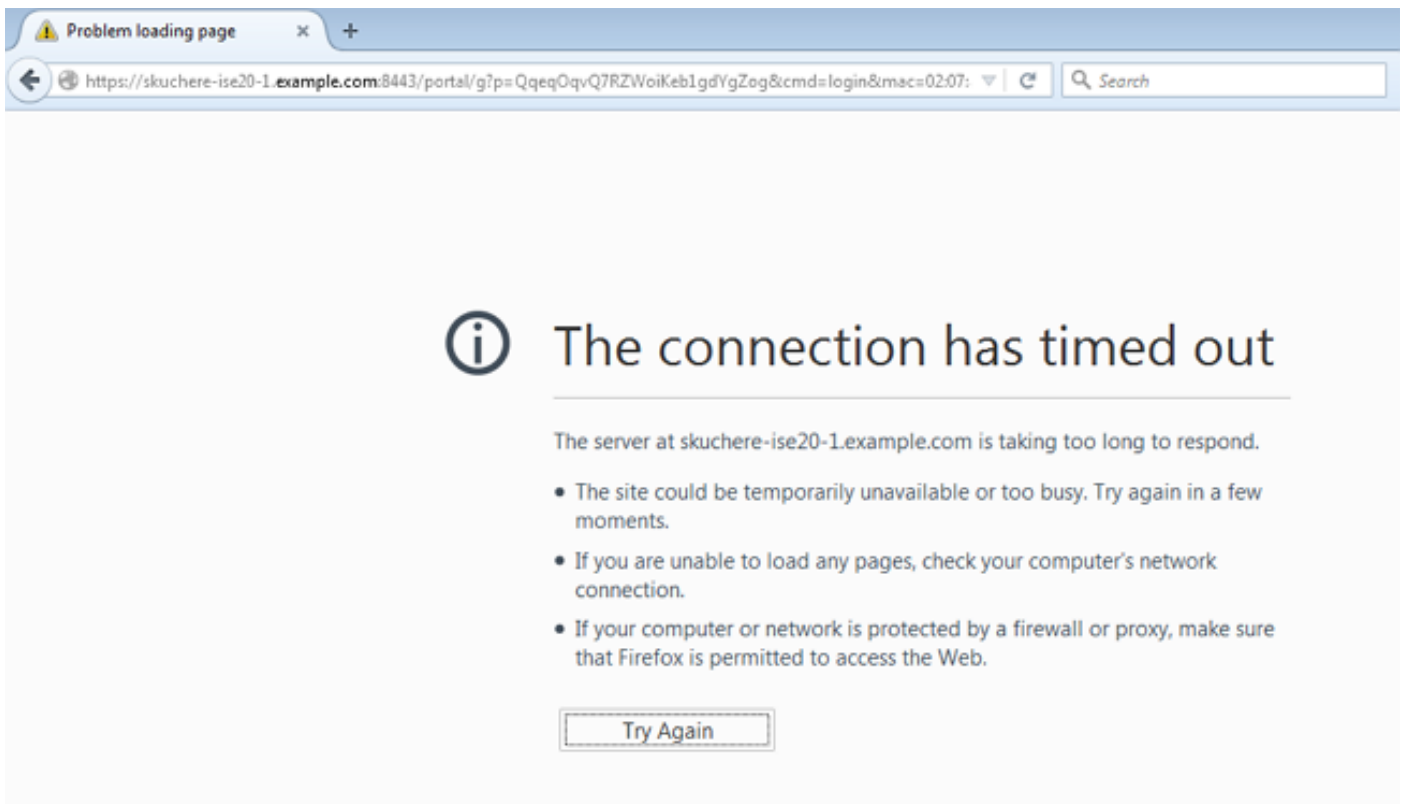 Problem loading page
https://skuchere-ise20-1.example.com:8443/portal/g?p=QqeqOqvQ7RZWoiKeb1gdYgZog&cmd=login&mac=02:07:
Search
The connection has timed out
The server at skuchere-ise20-1.example.com is taking too long to respond.
• The site could be temporarily unavailable or too busy. Try again in a few
moments.
• If you are unable to load any pages, check your computer's network
connection.
• If your computer or network is protected by a firewall or proxy, make sure
that Firefox is permitted to access the Web.
Try Again